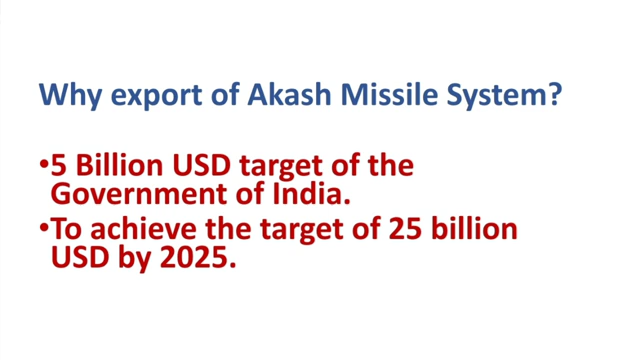 Why export of Akash Missile System?
•5 Billion USD target of the
Government of India.
•To achieve the target of 25 billion
USD by 2025.